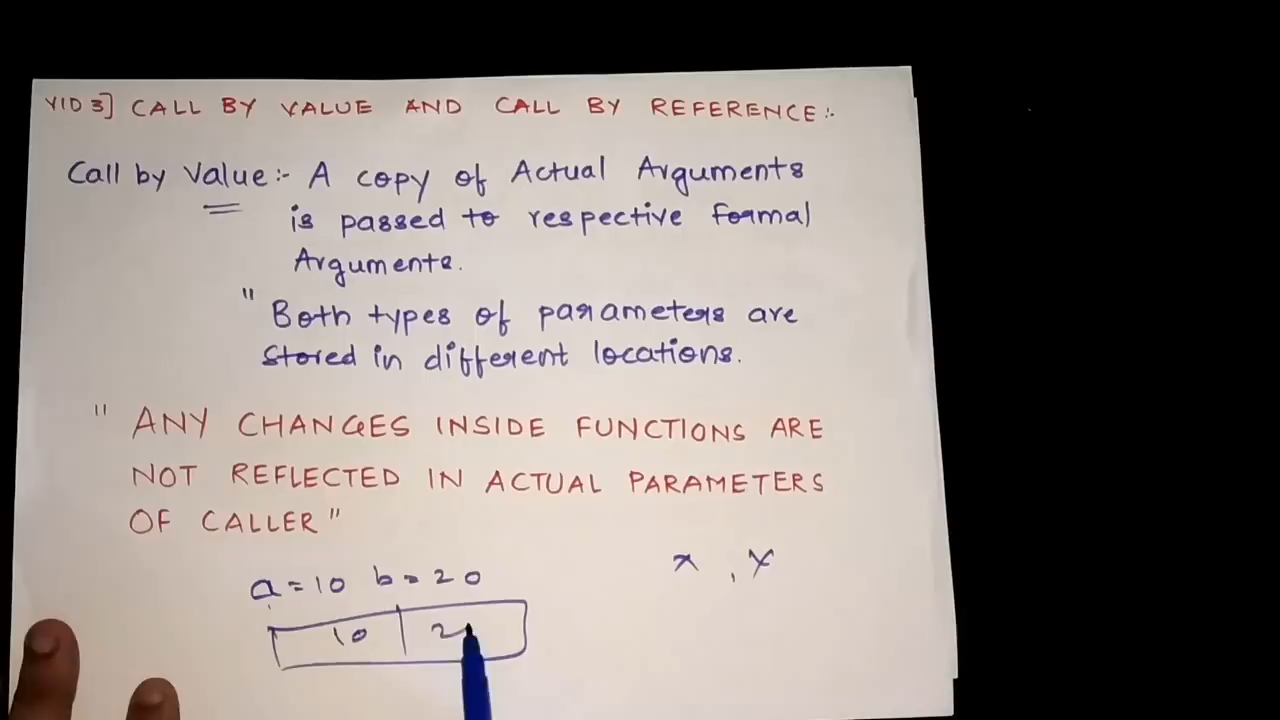 VID 3] CALL BY VALUE AND CALL BY REFERENCE:-
Call by Value:- A copy of Actual Arguments
is passed to respective formal
Arguments.
" Both types of parameters are
stored in different locations.
" ANY CHANGES INSIDE FUNCTIONS ARE
NOT REFLECTED IN ACTUAL PARAMETERS
OF CALLER"
x , y
a = 10 b = 20
10 2